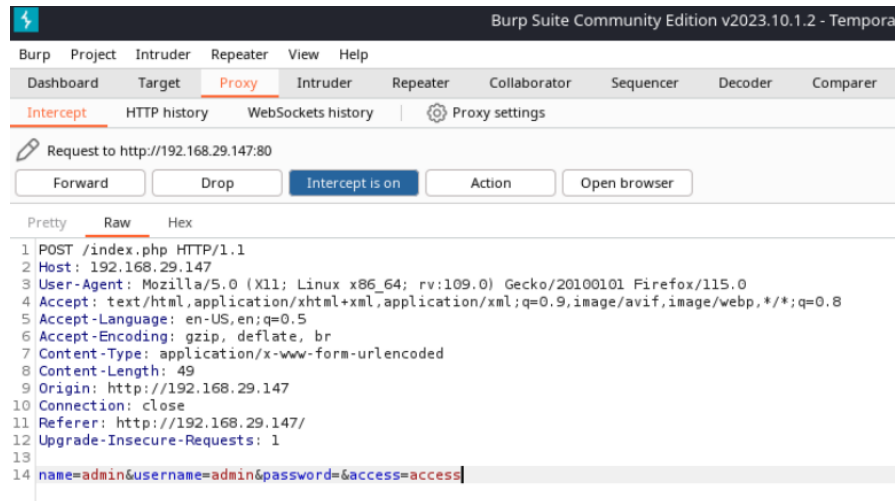 Burp Suite Community Edition v2023.10.1.2 - Tempora
Burp Project Intruder Repeater View Help
Dashboard Target Proxy Intruder Repeater Collaborator Sequencer Decoder Comparer
Intercept HTTP history WebSockets history Proxy settings
Request to http://192.168.29.147:80
Forward Drop Intercept is on Action Open browser
Pretty Raw Hex
1 POST /index.php HTTP/1.1
2 Host: 192.168.29.147
3 User-Agent: Mozilla/5.0 (X11; Linux x86_64; rv:109.0) Gecko/20100101 Firefox/115.0
4 Accept: text/html,application/xhtml+xml,application/xml;q=0.9,image/avif,image/webp,*/*;q=0.8
5 Accept-Language: en-US,en;q=0.5
6 Accept-Encoding: gzip, deflate, br
7 Content-Type: application/x-www-form-urlencoded
8 Content-Length: 49
9 Origin: http://192.168.29.147
10 Connection: close
11 Referer: http://192.168.29.147/
12 Upgrade-Insecure-Requests: 1
13
14 name=admin&username=admin&password=&access=access